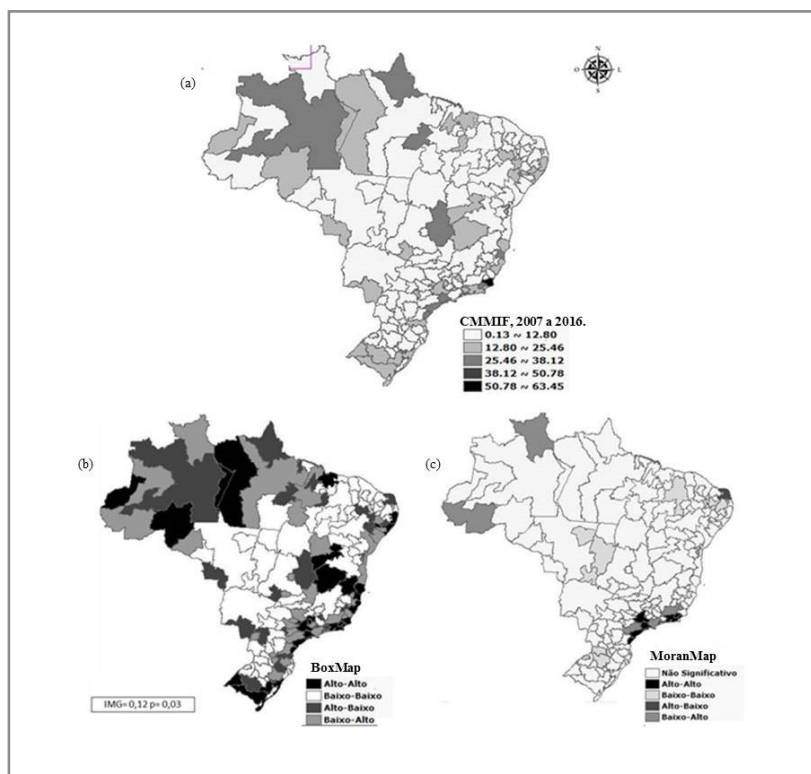 (a)
N
O
L
S
CMMIF, 2007 a 2016.
0.13 ~ 12.80
12.80 ~ 25.46
25.46 ~ 38.12
38.12 ~ 50.78
50.78 ~ 63.45
(b)
BoxMap
Alto-Alto
Baixo-Baixo
Alto-Baixo
Baixo-Alto
IMG= 0,12 p= 0,03
(c)
MoranMap
Não Significativo
Alto-Alto
Baixo-Baixo
Alto-Baixo
Baixo-Alto